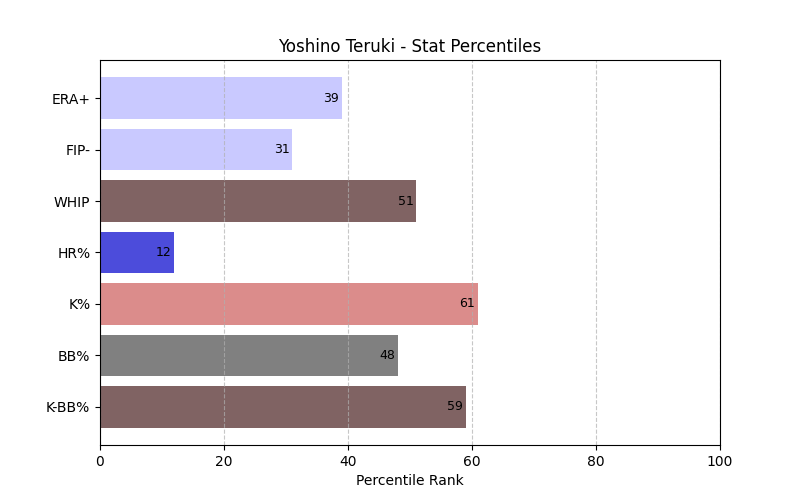 Yoshino Teruki - Stat Percentiles
ERA+ 39
FIP- 31
WHIP 51
HR% 12
K% 61
BB% 48
K-BB% 59
0 20 40 60 80 100
Percentile Rank